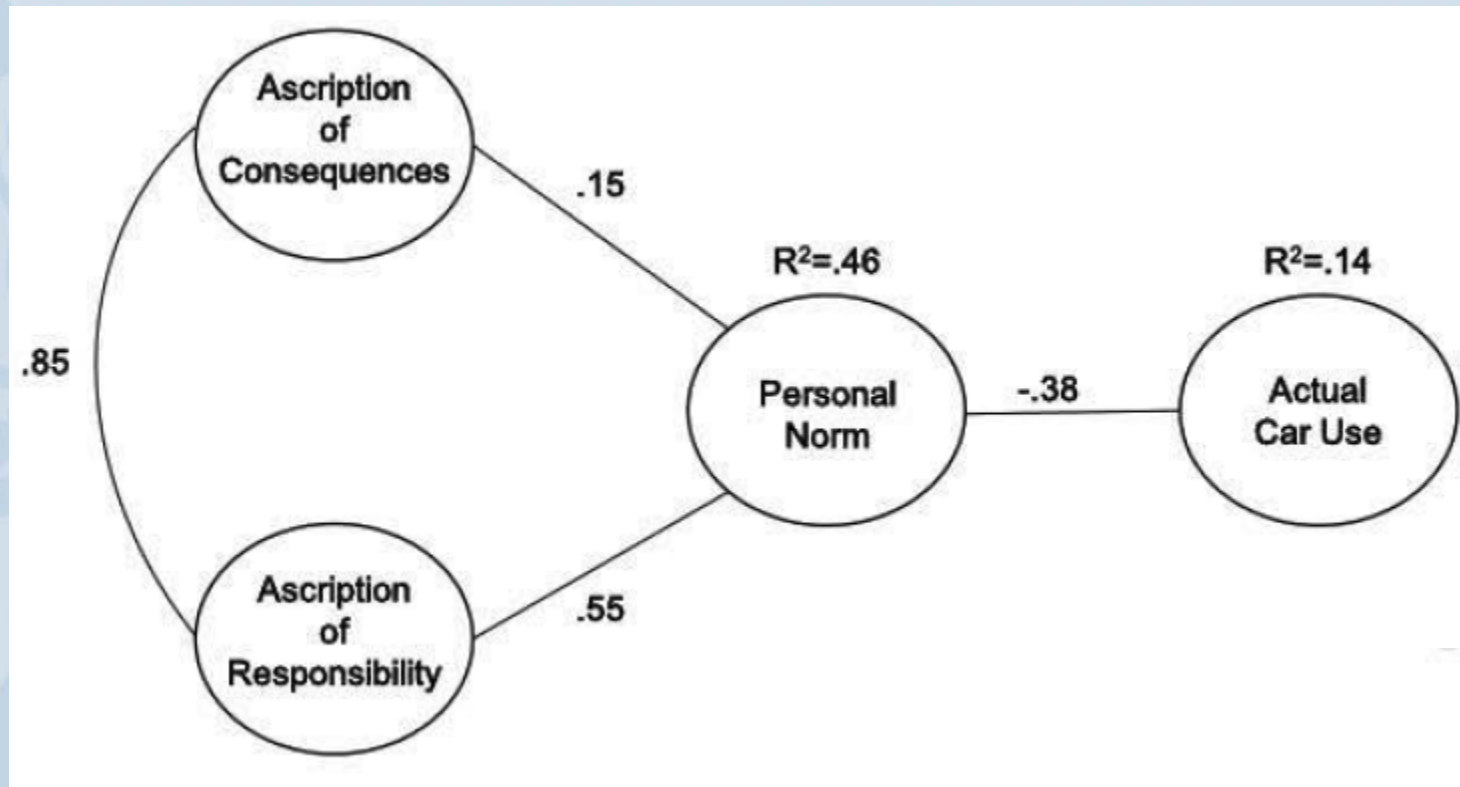 Ascription
of
Consequences
.15
R²=.46
R²=.14
.85
Personal
Norm
-.38
Actual
Car Use
Ascription
of
Responsibility
.55